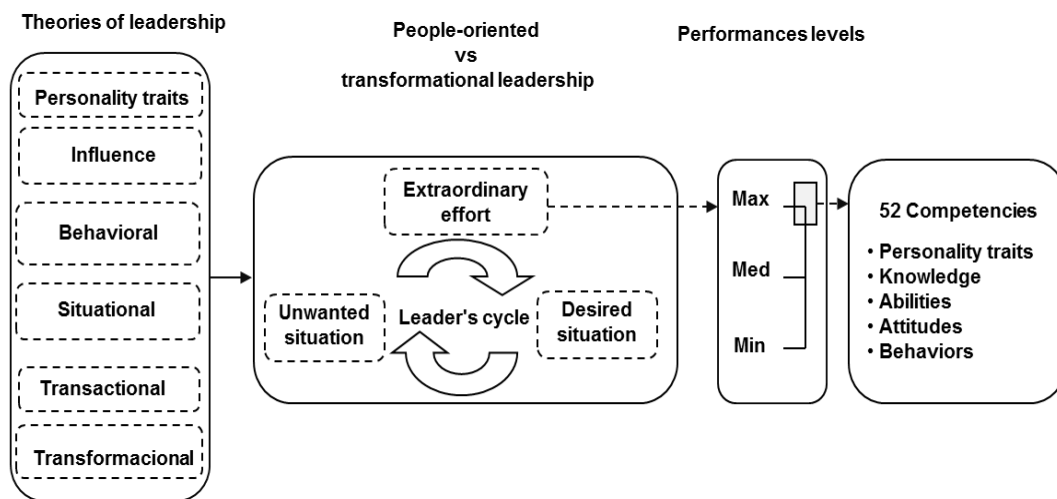 Theories of leadership
People-oriented
vs
transformational leadership
Performances levels
Personality traits
Influence
Behavioral
Situational
Transactional
Transformacional
Extraordinary
effort
Unwanted
situation
Leader's cycle
Desired
situation
Max
Med
Min
52 Competencies
• Personality traits
• Knowledge
• Abilities
• Attitudes
• Behaviors